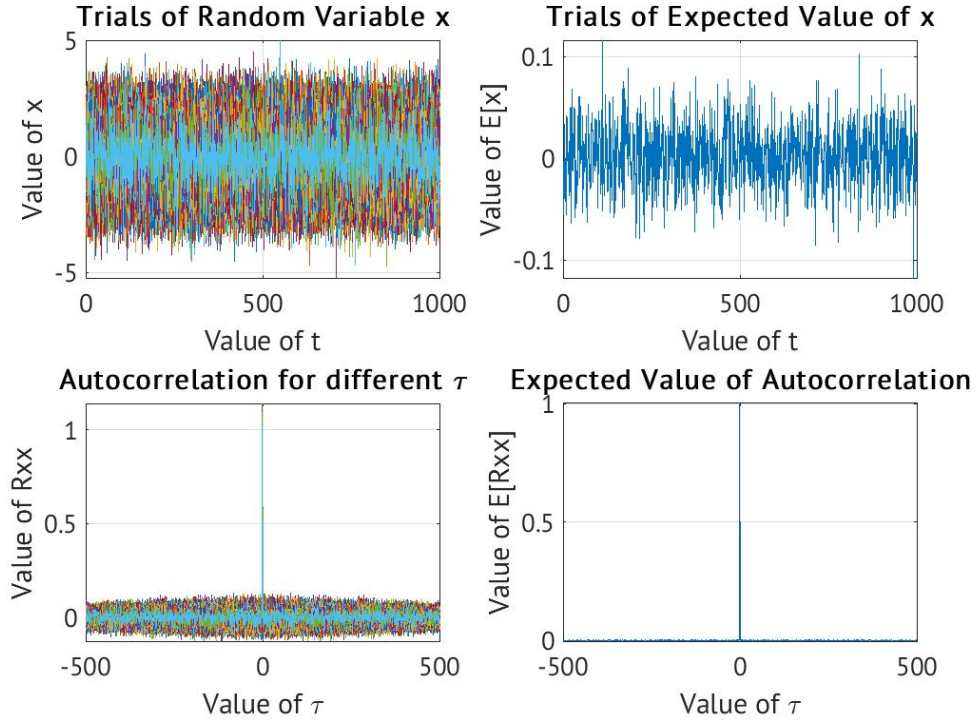 Trials of Random Variable x
5
0
-5
Value of x
0 500 1000
Value of t
Trials of Expected Value of x
0.1
0
-0.1
Value of E[x]
0 500 1000
Value of t
Autocorrelation for different τ
1
0.5
0
Value of Rxx
-500 0 500
Value of τ
Expected Value of Autocorrelation
1
0.5
0
Value of E[Rxx]
-500 0 500
Value of τ